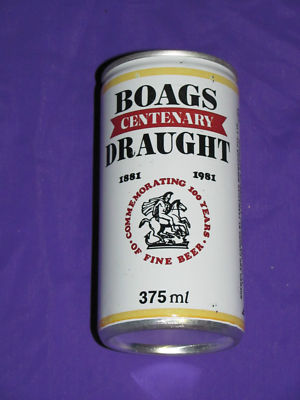 BOAGS
CENTENARY
DRAUGHT
1881 1981
COMMEMORATING 100 YEARS
• OF FINE BEER •
375 ml